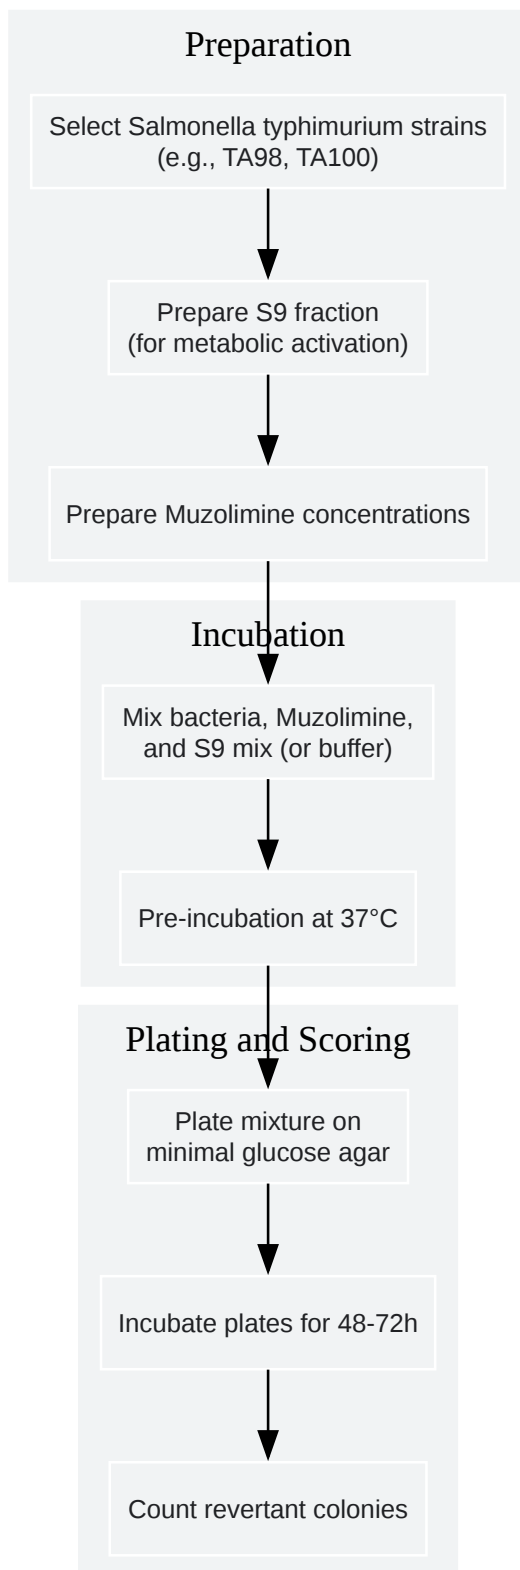 Preparation
Select Salmonella typhimurium strains
(e.g., TA98, TA100)
Prepare S9 fraction
(for metabolic activation)
Prepare Muzolimine concentrations
Incubation
Mix bacteria, Muzolimine,
and S9 mix (or buffer)
Pre-incubation at 37°C
Plating and Scoring
Plate mixture on
minimal glucose agar
Incubate plates for 48-72h
Count revertant colonies